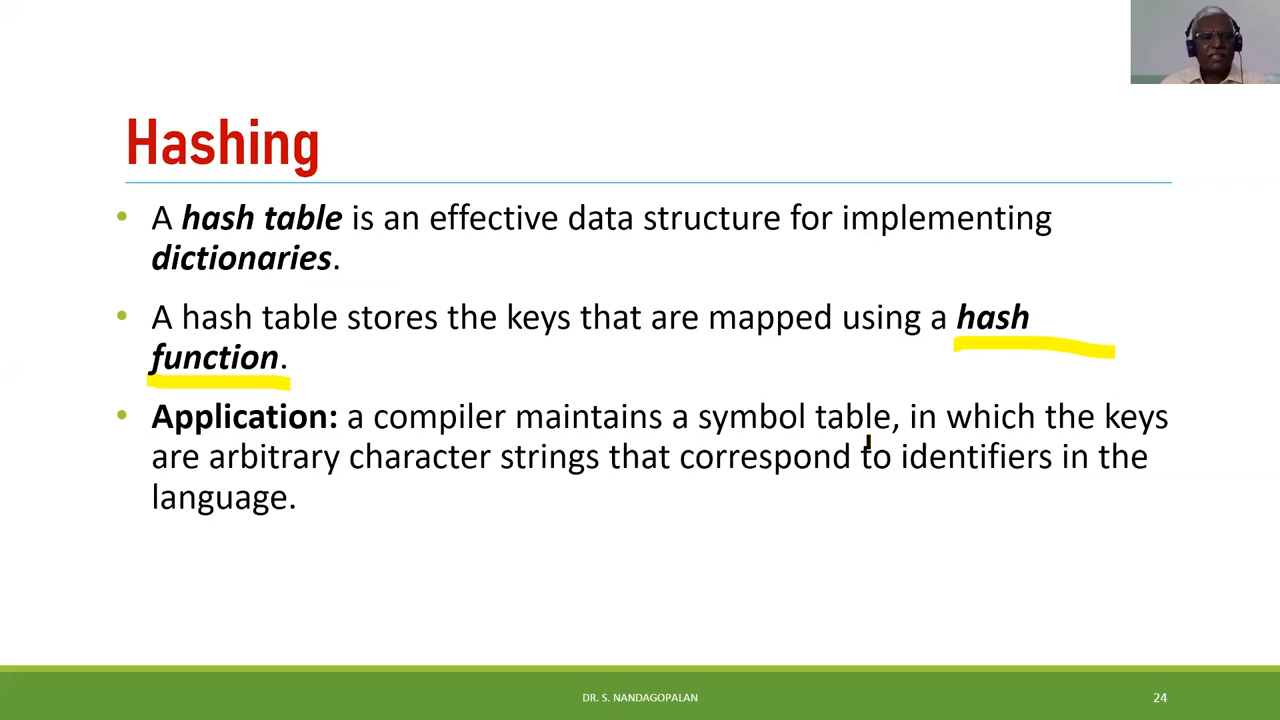 Hashing
• A hash table is an effective data structure for implementing
dictionaries.
• A hash table stores the keys that are mapped using a hash
function.
• Application: a compiler maintains a symbol table, in which the keys
are arbitrary character strings that correspond to identifiers in the
language.
DR. S. NANDAGOPALAN
24